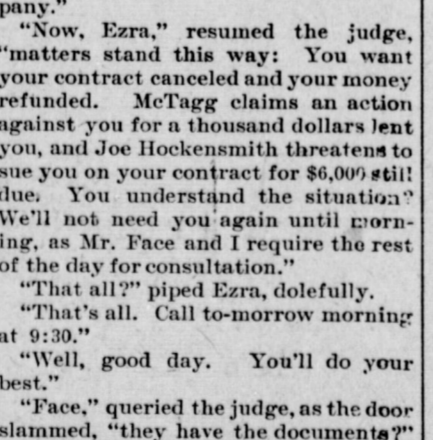 pany."
"Now, Ezra," resumed the judge,
"matters stand this way: You want
your contract canceled and your money
refunded. McTagg claims an action
against you for a thousand dollars lent
you, and Joe Hockensmith threatens to
sue you on your contract for $6,000 still
due. You understand the situation?
We'll not need you again until morn-
ing, as Mr. Face and I require the rest
of the day for consultation."
"That all?" piped Ezra, dolefully.
"That's all. Call to-morrow morning
at 9:30."
"Well, good day. You'll do your
best."
"Face," queried the judge, as the door
slammed, "they have the documents?"